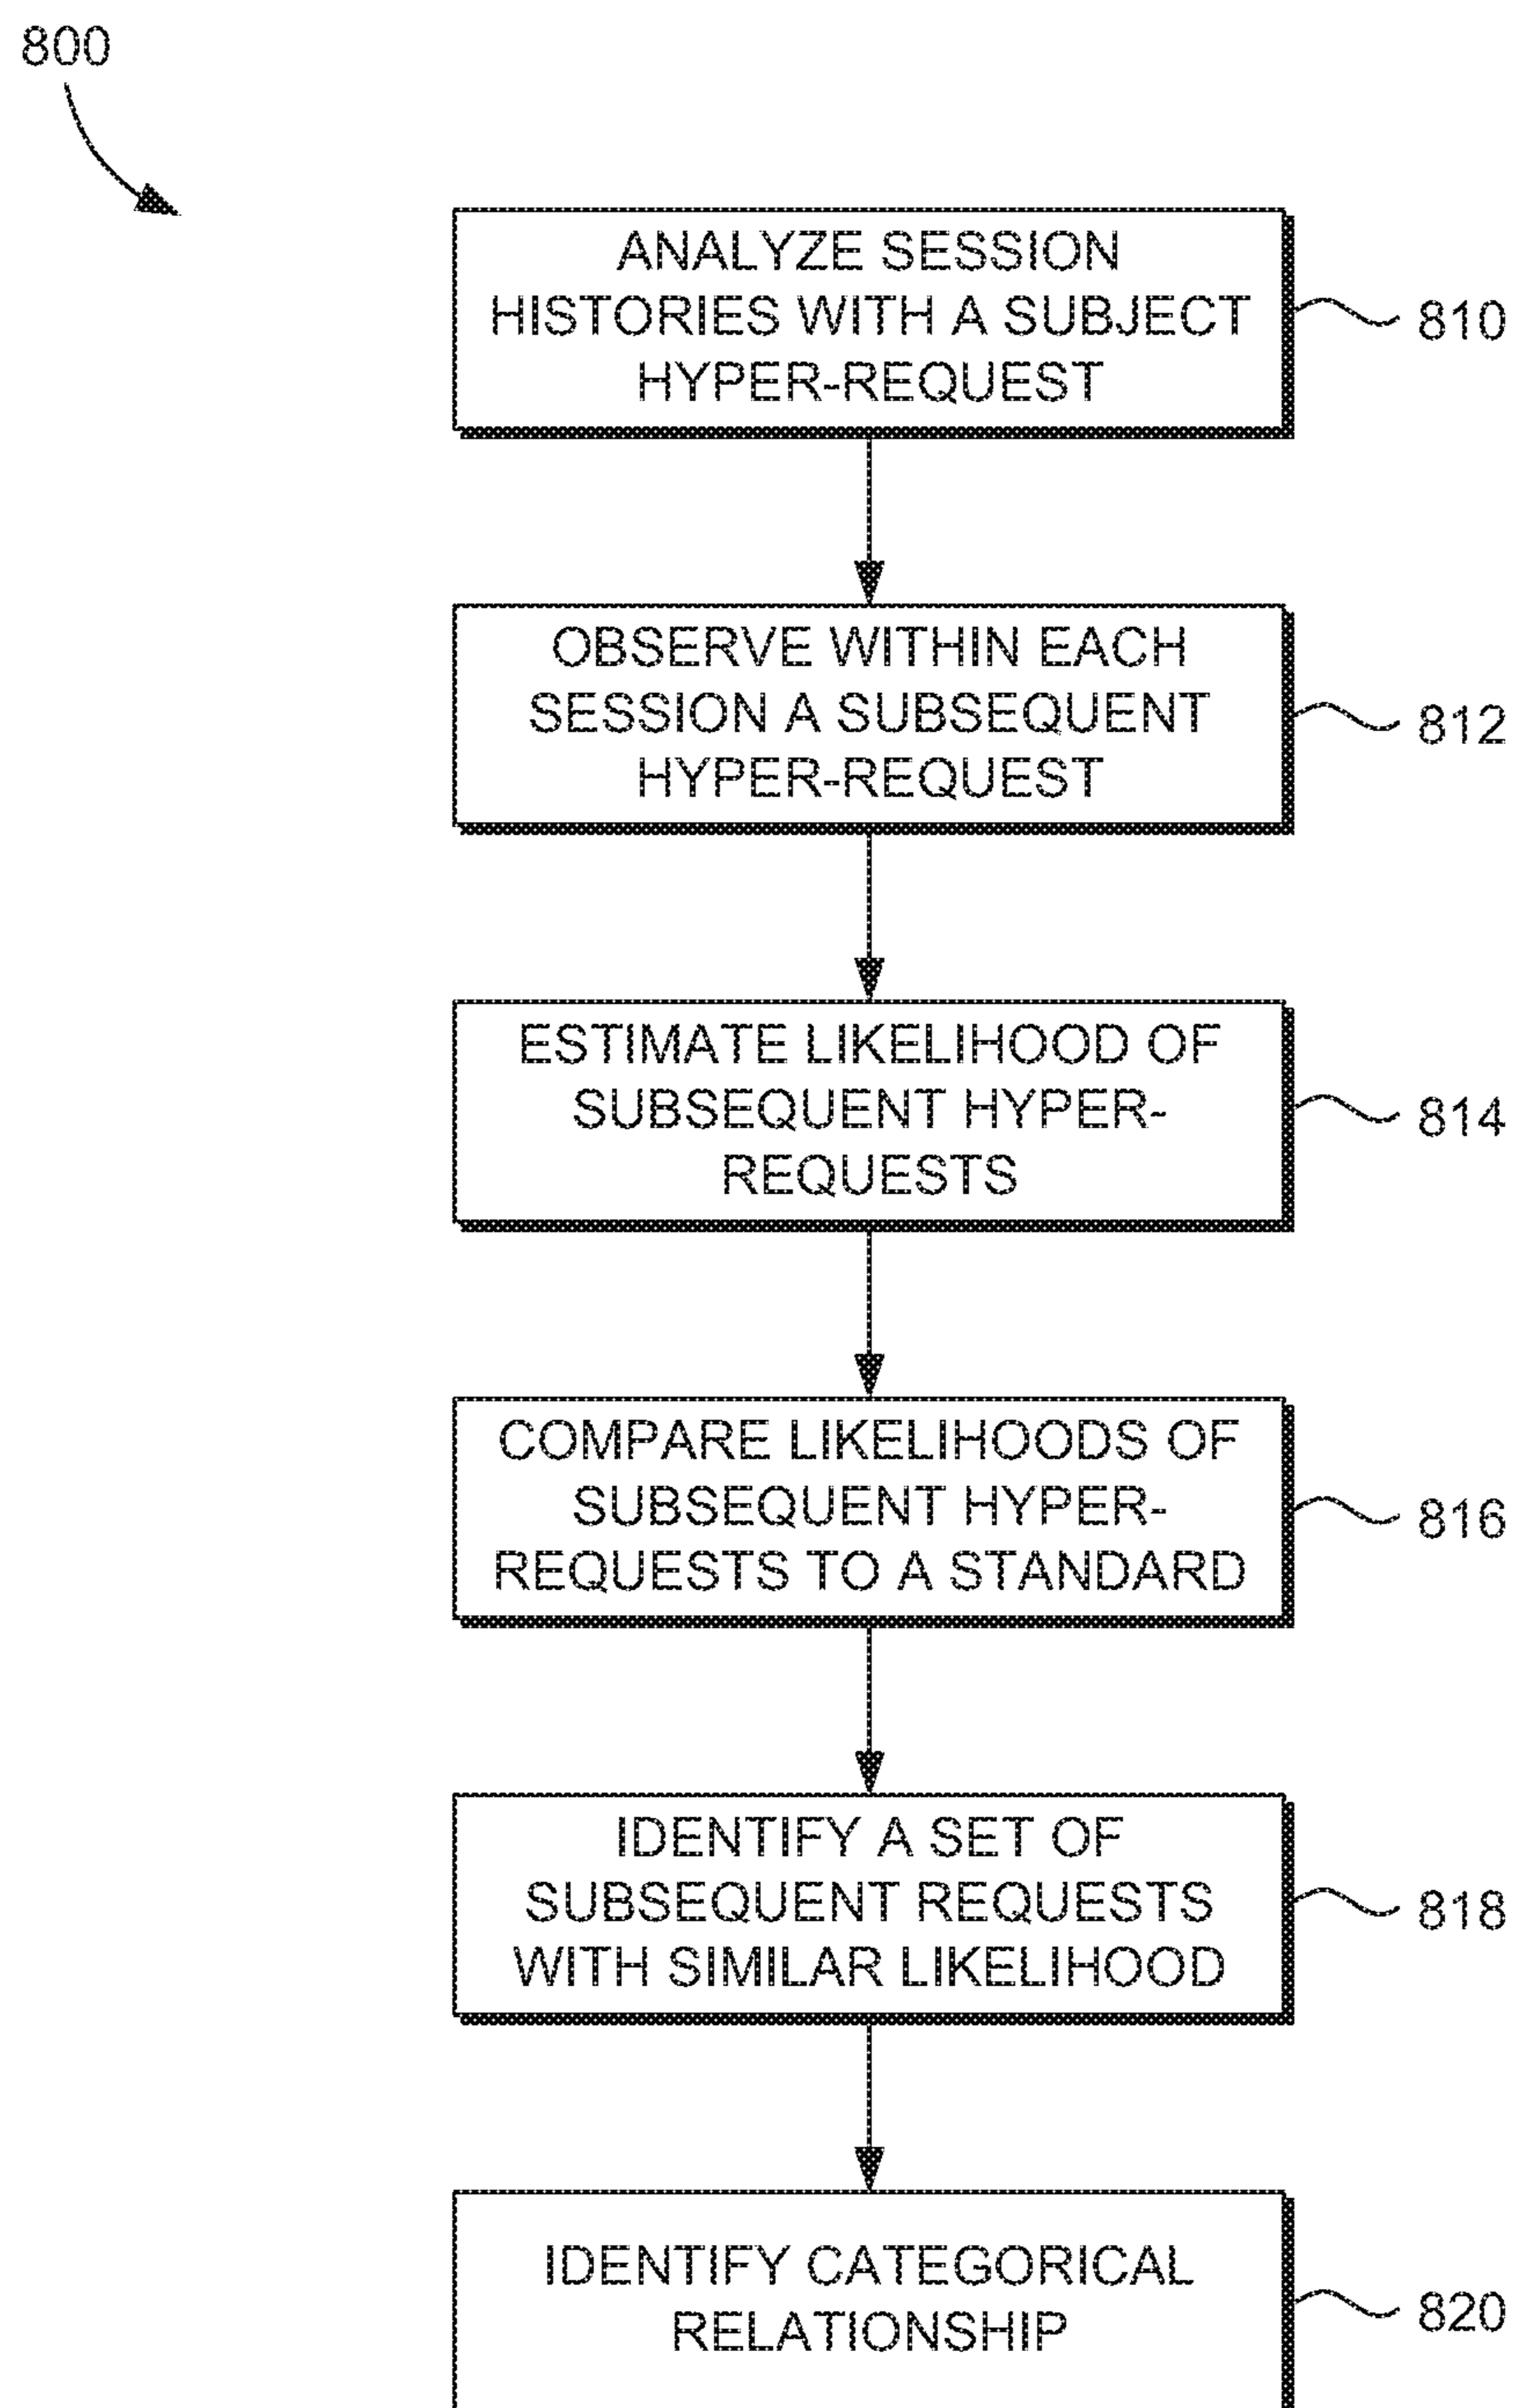 800
ANALYZE SESSION
HISTORIES WITH A SUBJECT
HYPER-REQUEST
810
OBSERVE WITHIN EACH
SESSION A SUBSEQUENT
HYPER-REQUEST
812
ESTIMATE LIKELIHOOD OF
SUBSEQUENT HYPER-
REQUESTS
814
COMPARE LIKELIHOODS OF
SUBSEQUENT HYPER-
REQUESTS TO A STANDARD
816
IDENTIFY A SET OF
SUBSEQUENT REQUESTS
WITH SIMILAR LIKELIHOOD
818
IDENTIFY CATEGORICAL
RELATIONSHIP
820